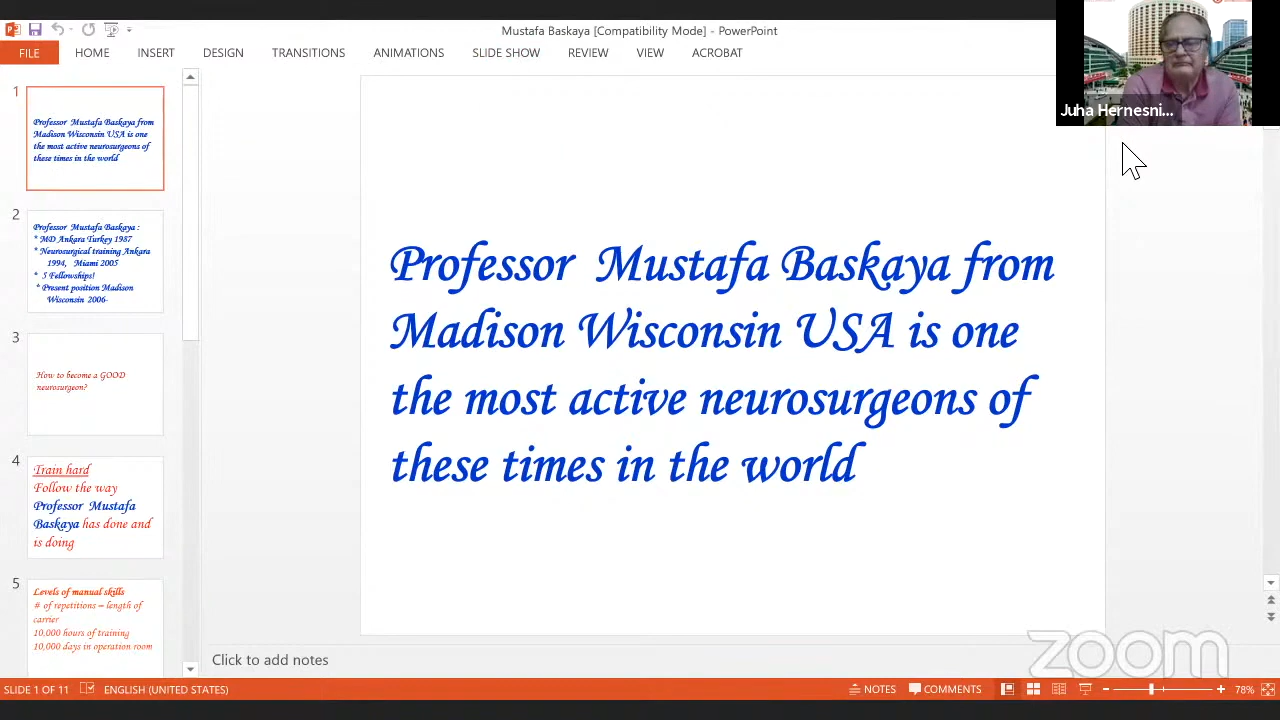 Mustafa Baskaya [Compatibility Mode] - PowerPoint
FILE HOME INSERT DESIGN TRANSITIONS ANIMATIONS SLIDE SHOW REVIEW VIEW ACROBAT
Juha Hernesni...
1
Professor Mustafa Baskaya from
Madison Wisconsin USA is one
the most active neurosurgeons of
these times in the world
2
Professor Mustafa Baskaya :
* MD Ankara Turkey 1987
* Neurosurgical training Ankara
1994, Miami 2005
* 5 Fellowships!
* Present position Madison
Wisconsin 2006-
3
How to become a GOOD
neurosurgeon?
4
Train hard
Follow the way
Professor Mustafa
Baskaya has done and
is doing
5
Levels of manual skills
# of repetitions = length of
carrier
10,000 hours of training
10,000 days in operation room
Professor Mustafa Baskaya from
Madison Wisconsin USA is one
the most active neurosurgeons of
these times in the world
Click to add notes
zoom
SLIDE 1 OF 11 ENGLISH (UNITED STATES) NOTES COMMENTS 78%